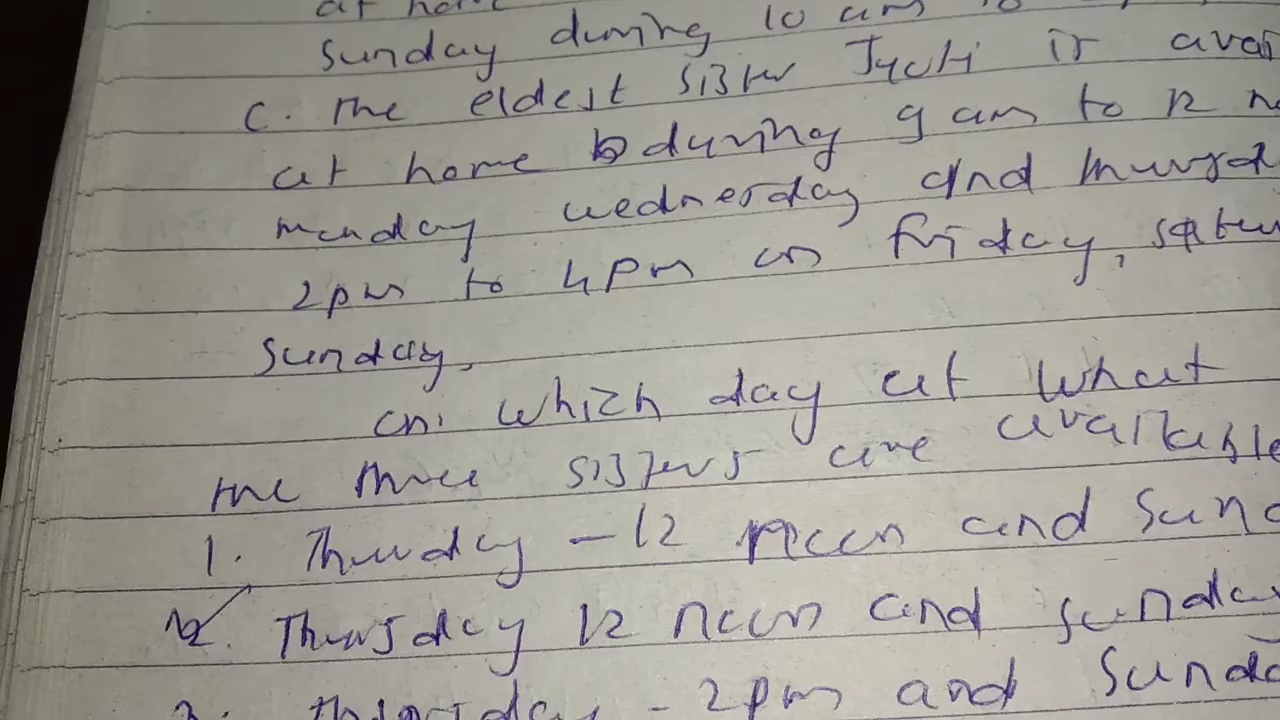 at home
Sunday during 10 am to
C. The eldest sister Jyoti is avai
at home during 9 am to 12 n
monday wednesday and thursd
2pm to 4pm on friday, satur
sunday.
on which day at what
the three sisters are available
1. Thursday - 12 noon and Sund
2. Thursday 12 noon and sunday
3. Thursday - 2pm and Sunda